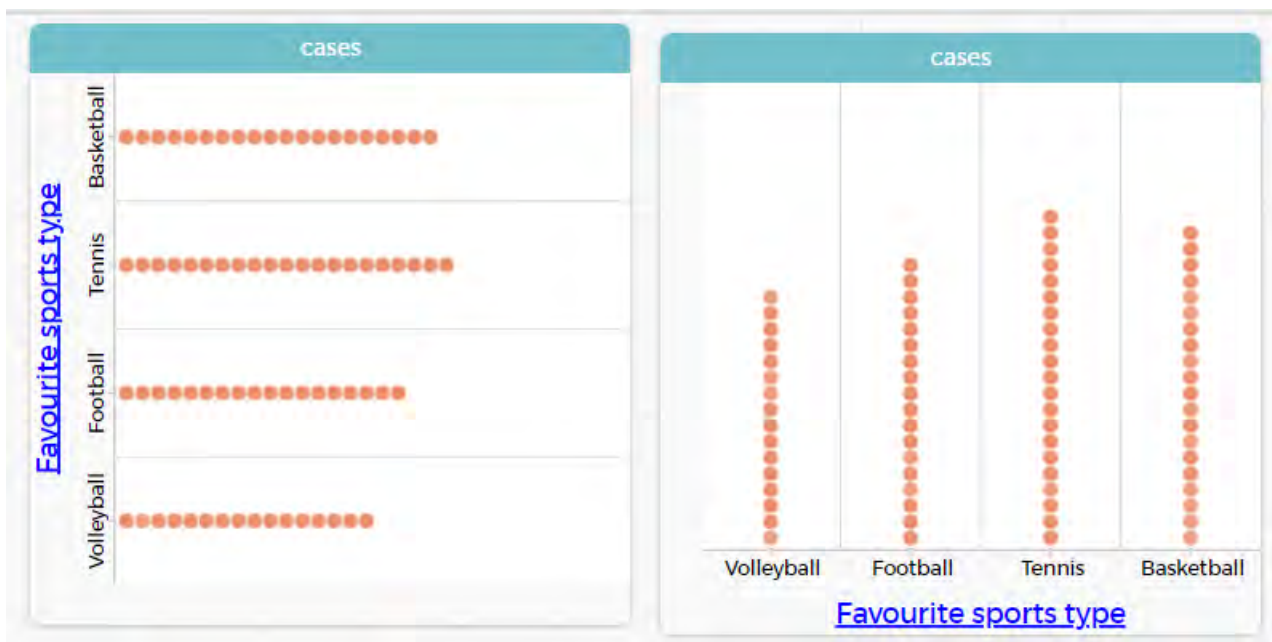 cases
Favourite sports type
Basketball
Tennis
Football
Volleyball
cases
Volleyball Football Tennis Basketball
Favourite sports type